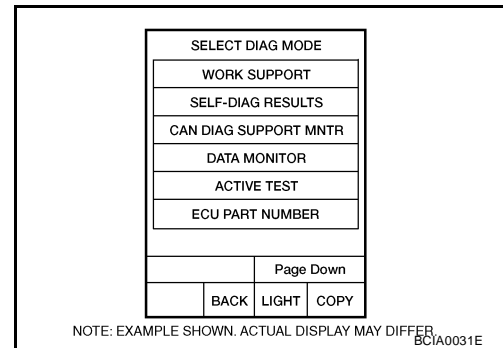 SELECT DIAG MODE
WORK SUPPORT
SELF-DIAG RESULTS
CAN DIAG SUPPORT MNTR
DATA MONITOR
ACTIVE TEST
ECU PART NUMBER
Page Down
BACK LIGHT COPY
NOTE: EXAMPLE SHOWN. ACTUAL DISPLAY MAY DIFFER.
BCIA0031E